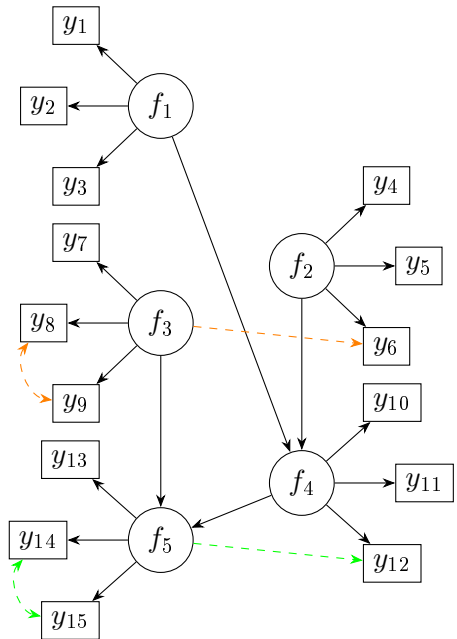 y₁
y₂
f₁
y₃
y₄
y₇
f₂
y₅
y₈
f₃
y₆
y₉
y₁₀
y₁₃
f₄
y₁₁
y₁₄
f₅
y₁₂
y₁₅